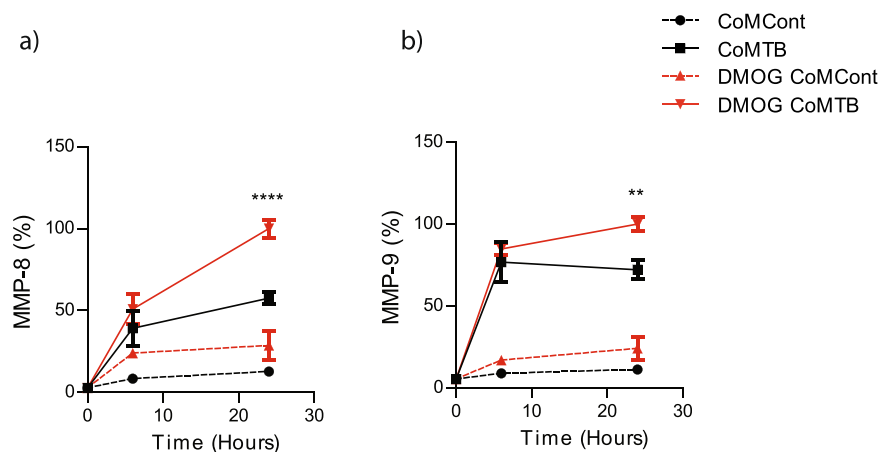 CoMCont
CoMTB
DMOG CoMCont
DMOG CoMTB
a)
150
100
50
0
MMP-8 (%)
****
0 10 20 30
Time (Hours)
b)
150
100
50
0
MMP-9 (%)
**
0 10 20 30
Time (Hours)